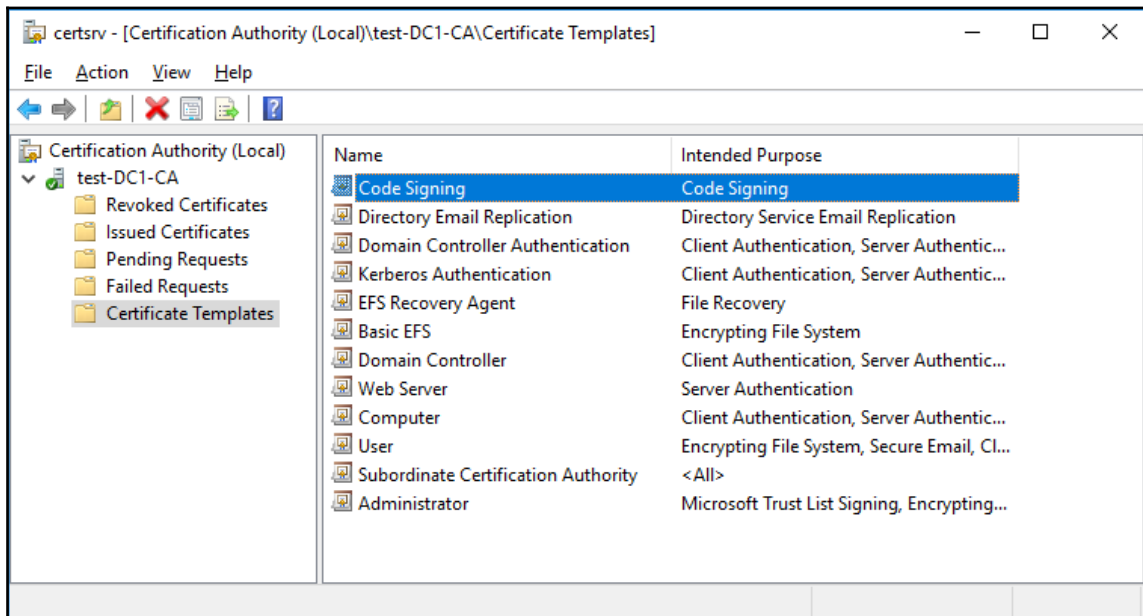 certsrv - [Certification Authority (Local)\test-DC1-CA\Certificate Templates]
File Action View Help
Certification Authority (Local)
test-DC1-CA
Revoked Certificates
Issued Certificates
Pending Requests
Failed Requests
Certificate Templates
Name Intended Purpose
Code Signing Code Signing
Directory Email Replication Directory Service Email Replication
Domain Controller Authentication Client Authentication, Server Authentic...
Kerberos Authentication Client Authentication, Server Authentic...
EFS Recovery Agent File Recovery
Basic EFS Encrypting File System
Domain Controller Client Authentication, Server Authentic...
Web Server Server Authentication
Computer Client Authentication, Server Authentic...
User Encrypting File System, Secure Email, Cl...
Subordinate Certification Authority <All>
Administrator Microsoft Trust List Signing, Encrypting...